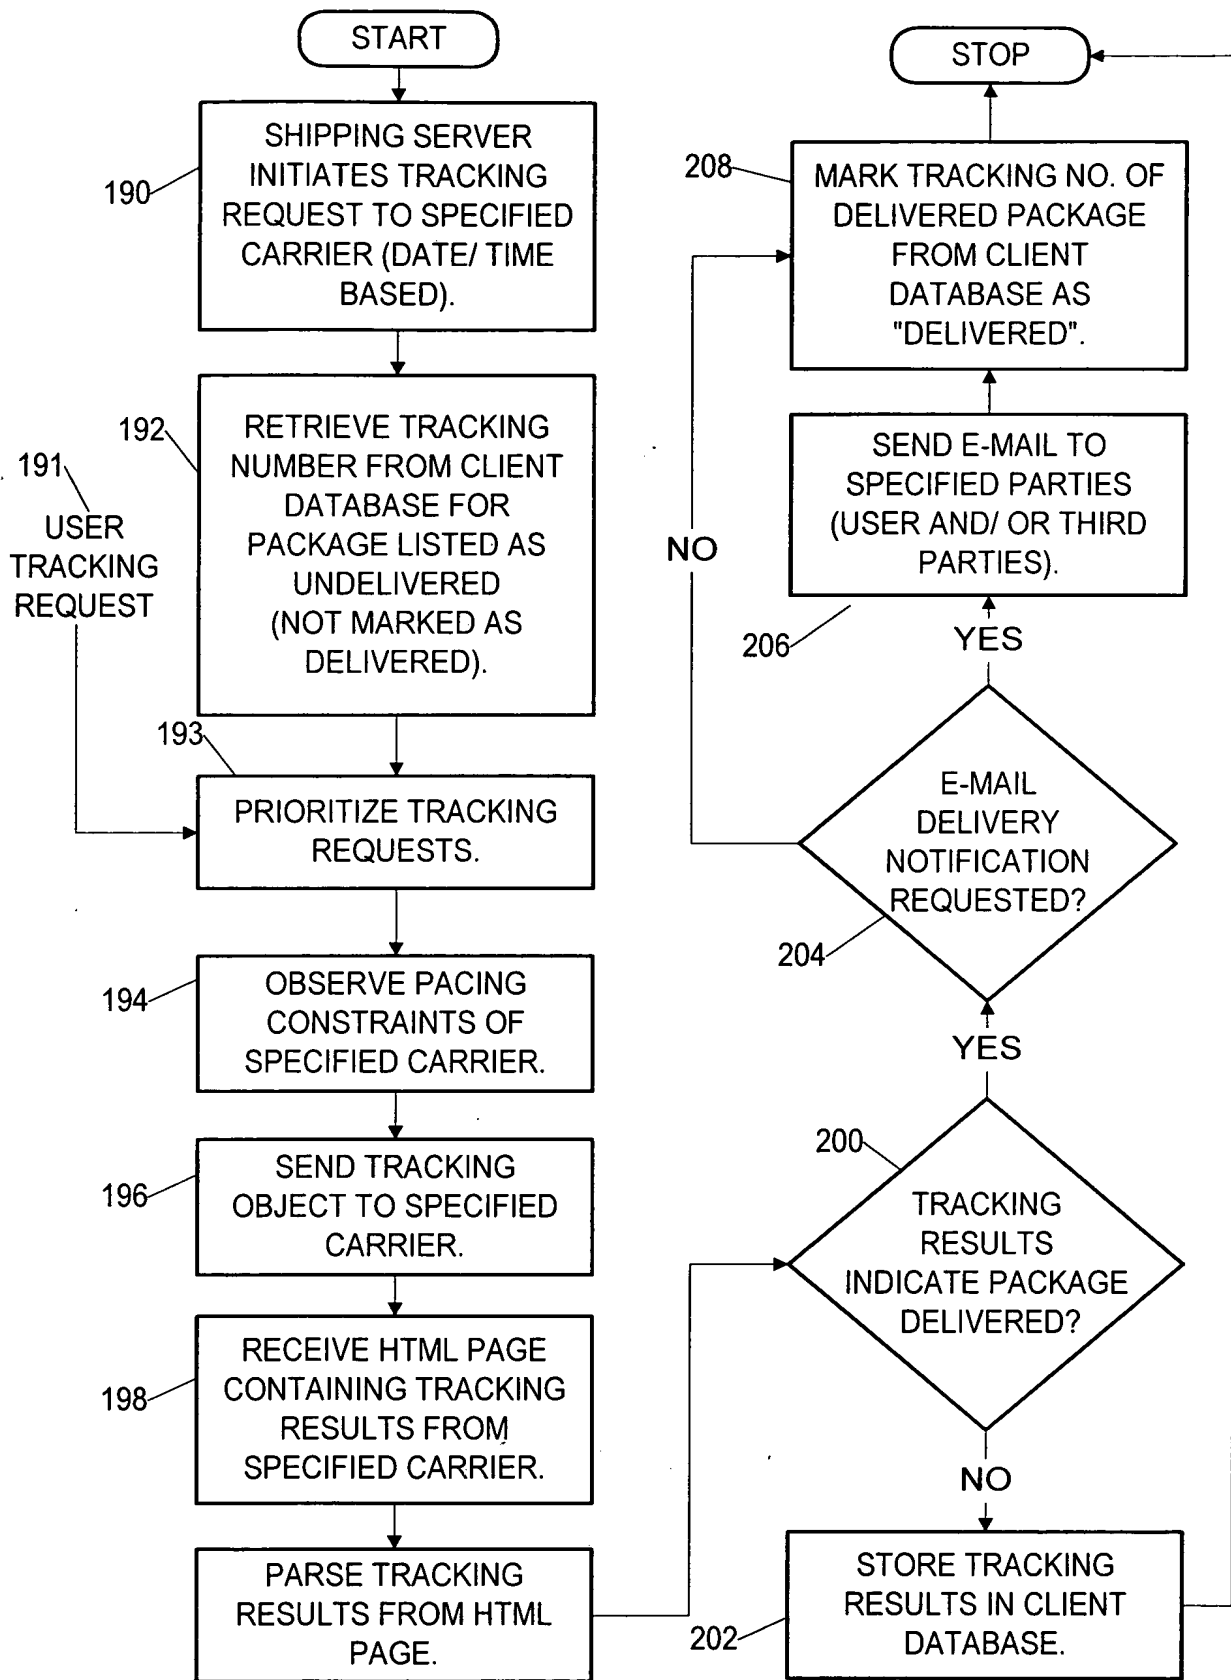 START
190
SHIPPING SERVER
INITIATES TRACKING
REQUEST TO SPECIFIED
CARRIER (DATE/ TIME
BASED).
192
RETRIEVE TRACKING
NUMBER FROM CLIENT
DATABASE FOR
PACKAGE LISTED AS
UNDELIVERED
(NOT MARKED AS
DELIVERED).
191
USER
TRACKING
REQUEST
193
PRIORITIZE TRACKING
REQUESTS.
194
OBSERVE PACING
CONSTRAINTS OF
SPECIFIED CARRIER.
196
SEND TRACKING
OBJECT TO SPECIFIED
CARRIER.
198
RECEIVE HTML PAGE
CONTAINING TRACKING
RESULTS FROM
SPECIFIED CARRIER.
PARSE TRACKING
RESULTS FROM HTML
PAGE.
STOP
208
MARK TRACKING NO. OF
DELIVERED PACKAGE
FROM CLIENT
DATABASE AS
"DELIVERED".
SEND E-MAIL TO
SPECIFIED PARTIES
(USER AND/ OR THIRD
PARTIES).
206
NO
YES
E-MAIL
DELIVERY
NOTIFICATION
REQUESTED?
204
YES
200
TRACKING
RESULTS
INDICATE PACKAGE
DELIVERED?
NO
STORE TRACKING
RESULTS IN CLIENT
DATABASE.
202